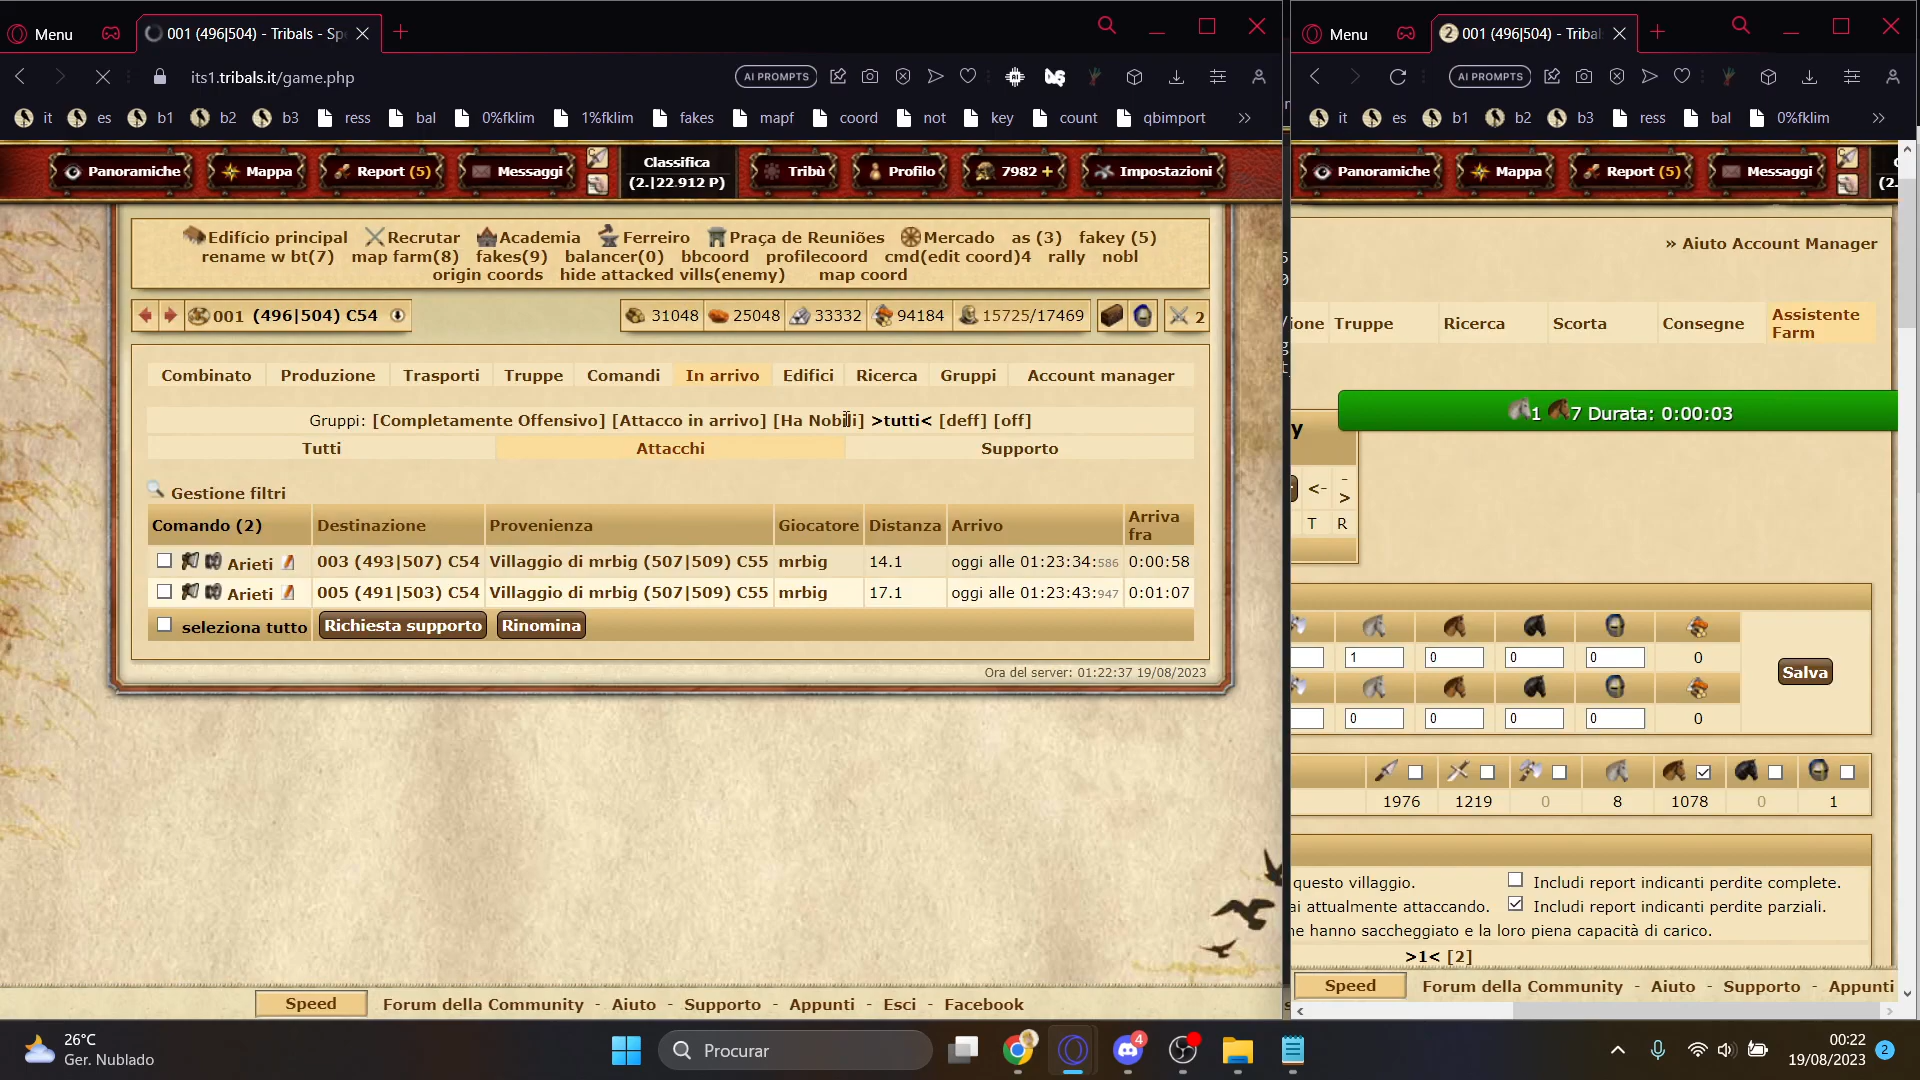 Menu
001 (496|504) - Tribals - Sp
its1.tribals.it/game.php
AI PROMPTS
it es b1 b2 b3 ress bal 0%fklim 1%fklim fakes mapf coord not key count qbimport »
Panoramiche Mappa Report (5) Messaggi Classifica Tribù Profilo 7982 + Impostazioni
(2.|22.912 P)
Edifício principal Recrutar Academia Ferreiro Praça de Reuniões Mercado as (3) fakey (5)
rename w bt(7) map farm(8) fakes(9) balancer(0) bbcoord profilecoord cmd(edit coord)4 rally nobl
origin coords hide attacked vills(enemy) map coord
001 (496|504) C54 31048 25048 33332 94184 15725/17469 2
Combinato Produzione Trasporti Truppe Comandi In arrivo Edifici Ricerca Gruppi Account manager
Gruppi: [Completamente Offensivo] [Attacco in arrivo] [Ha Nobili] >tutti< [deff] [off]
Tutti Attacchi Supporto
Gestione filtri
Comando (2) Destinazione Provenienza Giocatore Distanza Arrivo Arriva fra
Arieti 003 (493|507) C54 Villaggio di mrbig (507|509) C55 mrbig 14.1 oggi alle 01:23:34:586 0:00:58
Arieti 005 (491|503) C54 Villaggio di mrbig (507|509) C55 mrbig 17.1 oggi alle 01:23:43:947 0:01:07
seleziona tutto Richiesta supporto Rinomina
Ora del server: 01:22:37 19/08/2023
Speed Forum della Community - Aiuto - Supporto - Appunti - Esci - Facebook
Menu
2 001 (496|504) - Tribal
AI PROMPTS
it es b1 b2 b3 ress bal 0%fklim »
Panoramiche Mappa Report (5) Messaggi
(2.
» Aiuto Account Manager
ione Truppe Ricerca Scorta Consegne Assistente Farm
1 7 Durata: 0:00:03
y
<- ->
T R
1 0 0 0 0
Salva
0 0 0 0 0
1976 1219 0 8 1078 0 1
questo villaggio. Includi report indicanti perdite complete.
ai attualmente attaccando. Includi report indicanti perdite parziali.
he hanno saccheggiato e la loro piena capacità di carico.
>1< [2]
Speed Forum della Community - Aiuto - Supporto - Appunti
26°C
Ger. Nublado
Procurar
4
00:22
19/08/2023
2